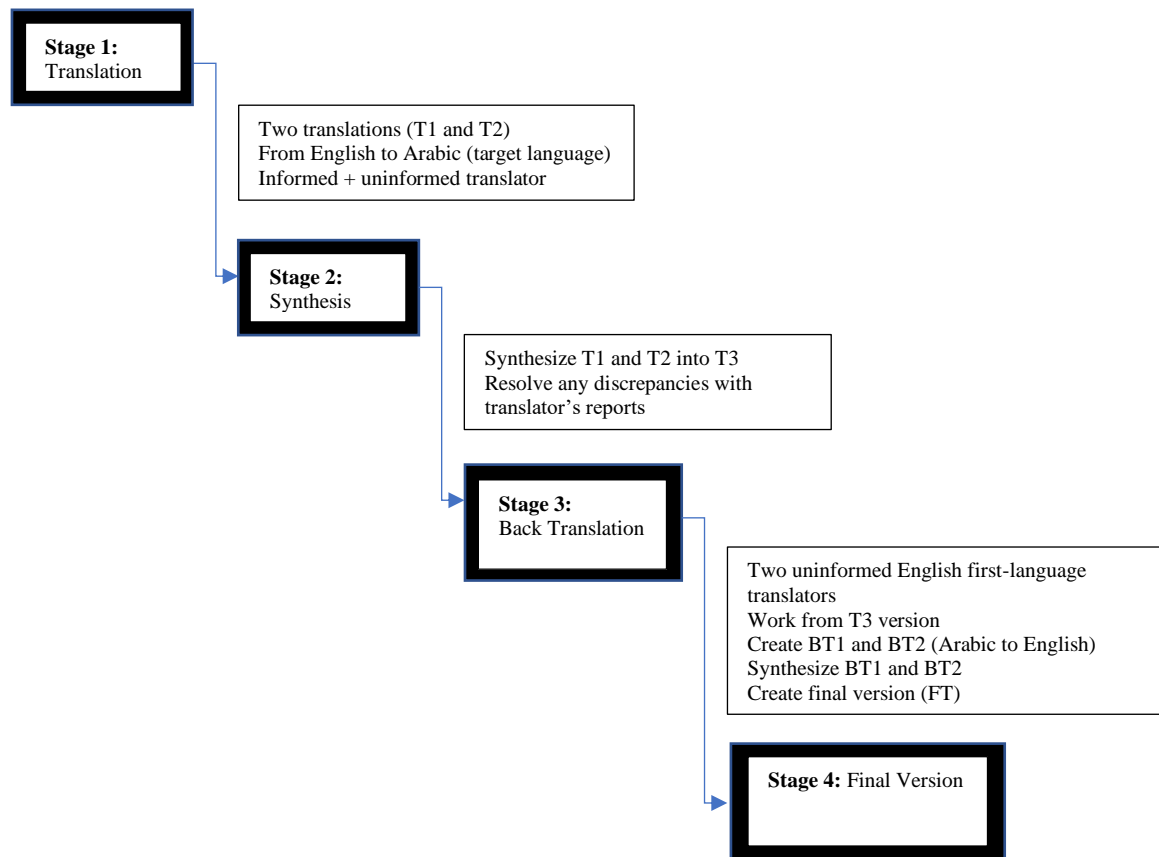 Stage 1:
Translation
Two translations (T1 and T2)
From English to Arabic (target language)
Informed + uninformed translator
Stage 2:
Synthesis
Synthesize T1 and T2 into T3
Resolve any discrepancies with
translator’s reports
Stage 3:
Back Translation
Two uninformed English first-language
translators
Work from T3 version
Create BT1 and BT2 (Arabic to English)
Synthesize BT1 and BT2
Create final version (FT)
Stage 4: Final Version